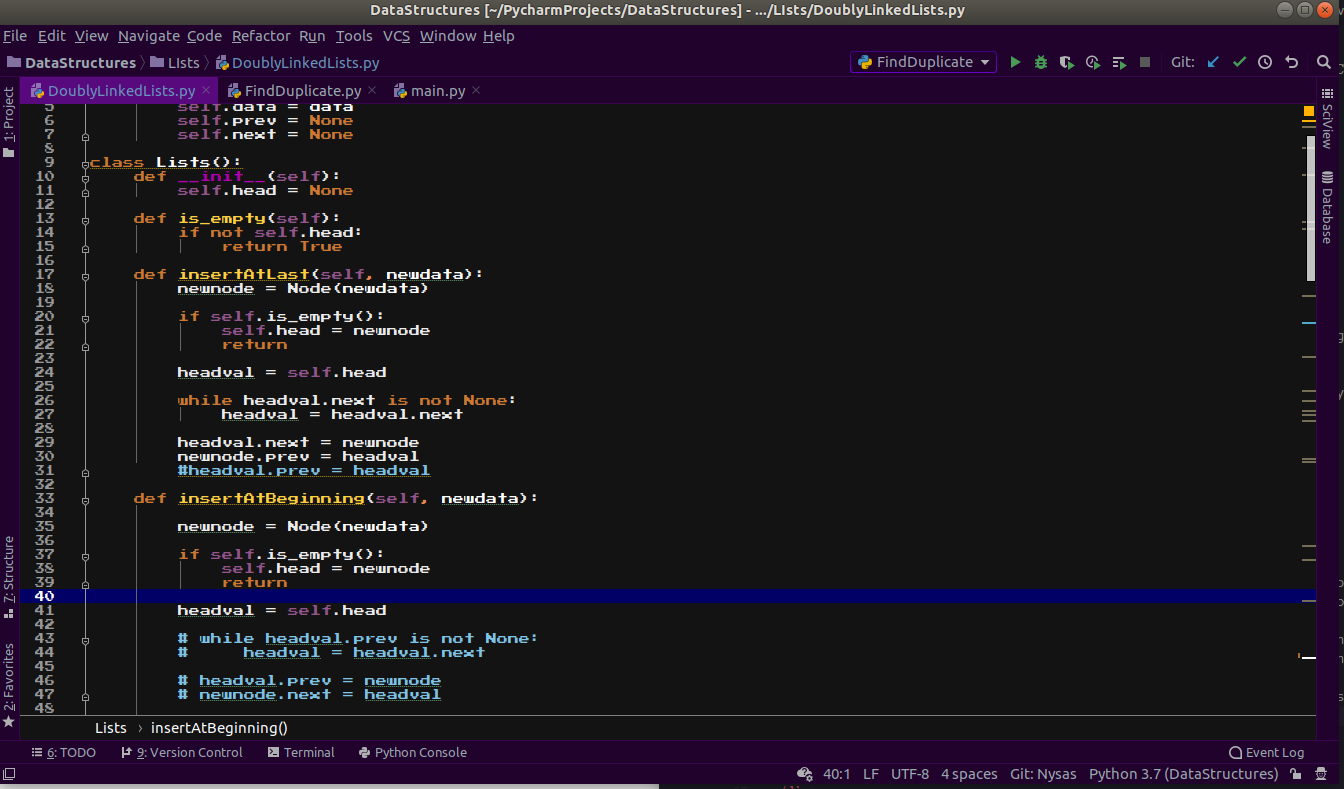 DataStructures [~/PycharmProjects/DataStructures] - .../LIsts/DoublyLinkedLists.py
File Edit View Navigate Code Refactor Run Tools VCS Window Help
DataStructures LIsts DoublyLinkedLists.py FindDuplicate Git:
DoublyLinkedLists.py FindDuplicate.py main.py
1: Project
7: Structure
2: Favorites
SciView
Database
5 self.data = data
6 self.prev = None
7 self.next = None
8
9 class Lists():
10 def __init__(self):
11 self.head = None
12
13 def is_empty(self):
14 if not self.head:
15 return True
16
17 def insertAtLast(self, newdata):
18 newnode = Node(newdata)
19
20 if self.is_empty():
21 self.head = newnode
22 return
23
24 headval = self.head
25
26 while headval.next is not None:
27 headval = headval.next
28
29 headval.next = newnode
30 newnode.prev = headval
31 #headval.prev = headval
32
33 def insertAtBeginning(self, newdata):
34
35 newnode = Node(newdata)
36
37 if self.is_empty():
38 self.head = newnode
39 return
40
41 headval = self.head
42
43 # while headval.prev is not None:
44 # headval = headval.next
45
46 # headval.prev = newnode
47 # newnode.next = headval
48
Lists › insertAtBeginning()
6: TODO 9: Version Control Terminal Python Console Event Log
40:1 LF UTF-8 4 spaces Git: Nysas Python 3.7 (DataStructures)